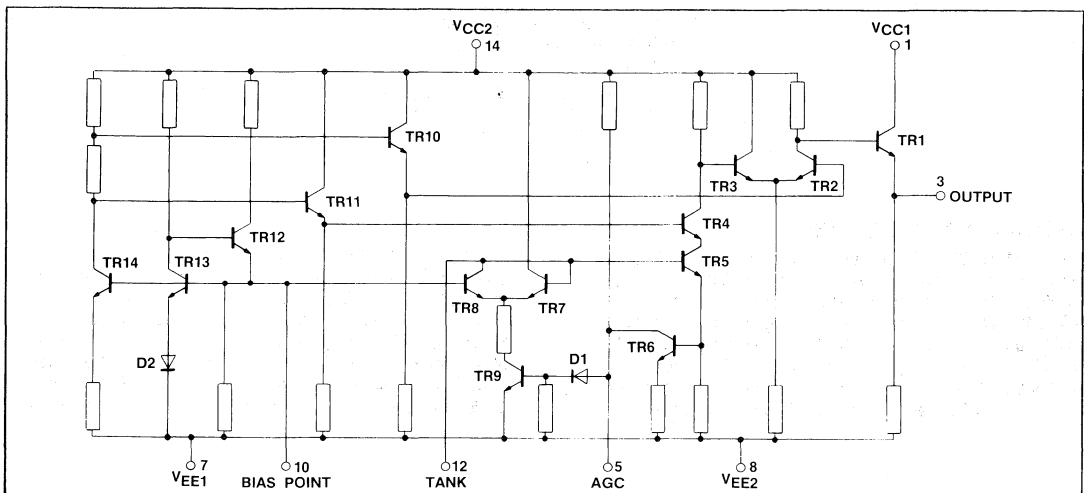 VCC2
14
VCC1
1
TR10
TR1
TR3
TR2
3
OUTPUT
TR11
TR4
TR12
TR5
TR14
TR13
TR8
TR7
D2
TR6
D1
TR9
7
VEE1
10
BIAS POINT
12
TANK
5
AGC
8
VEE2